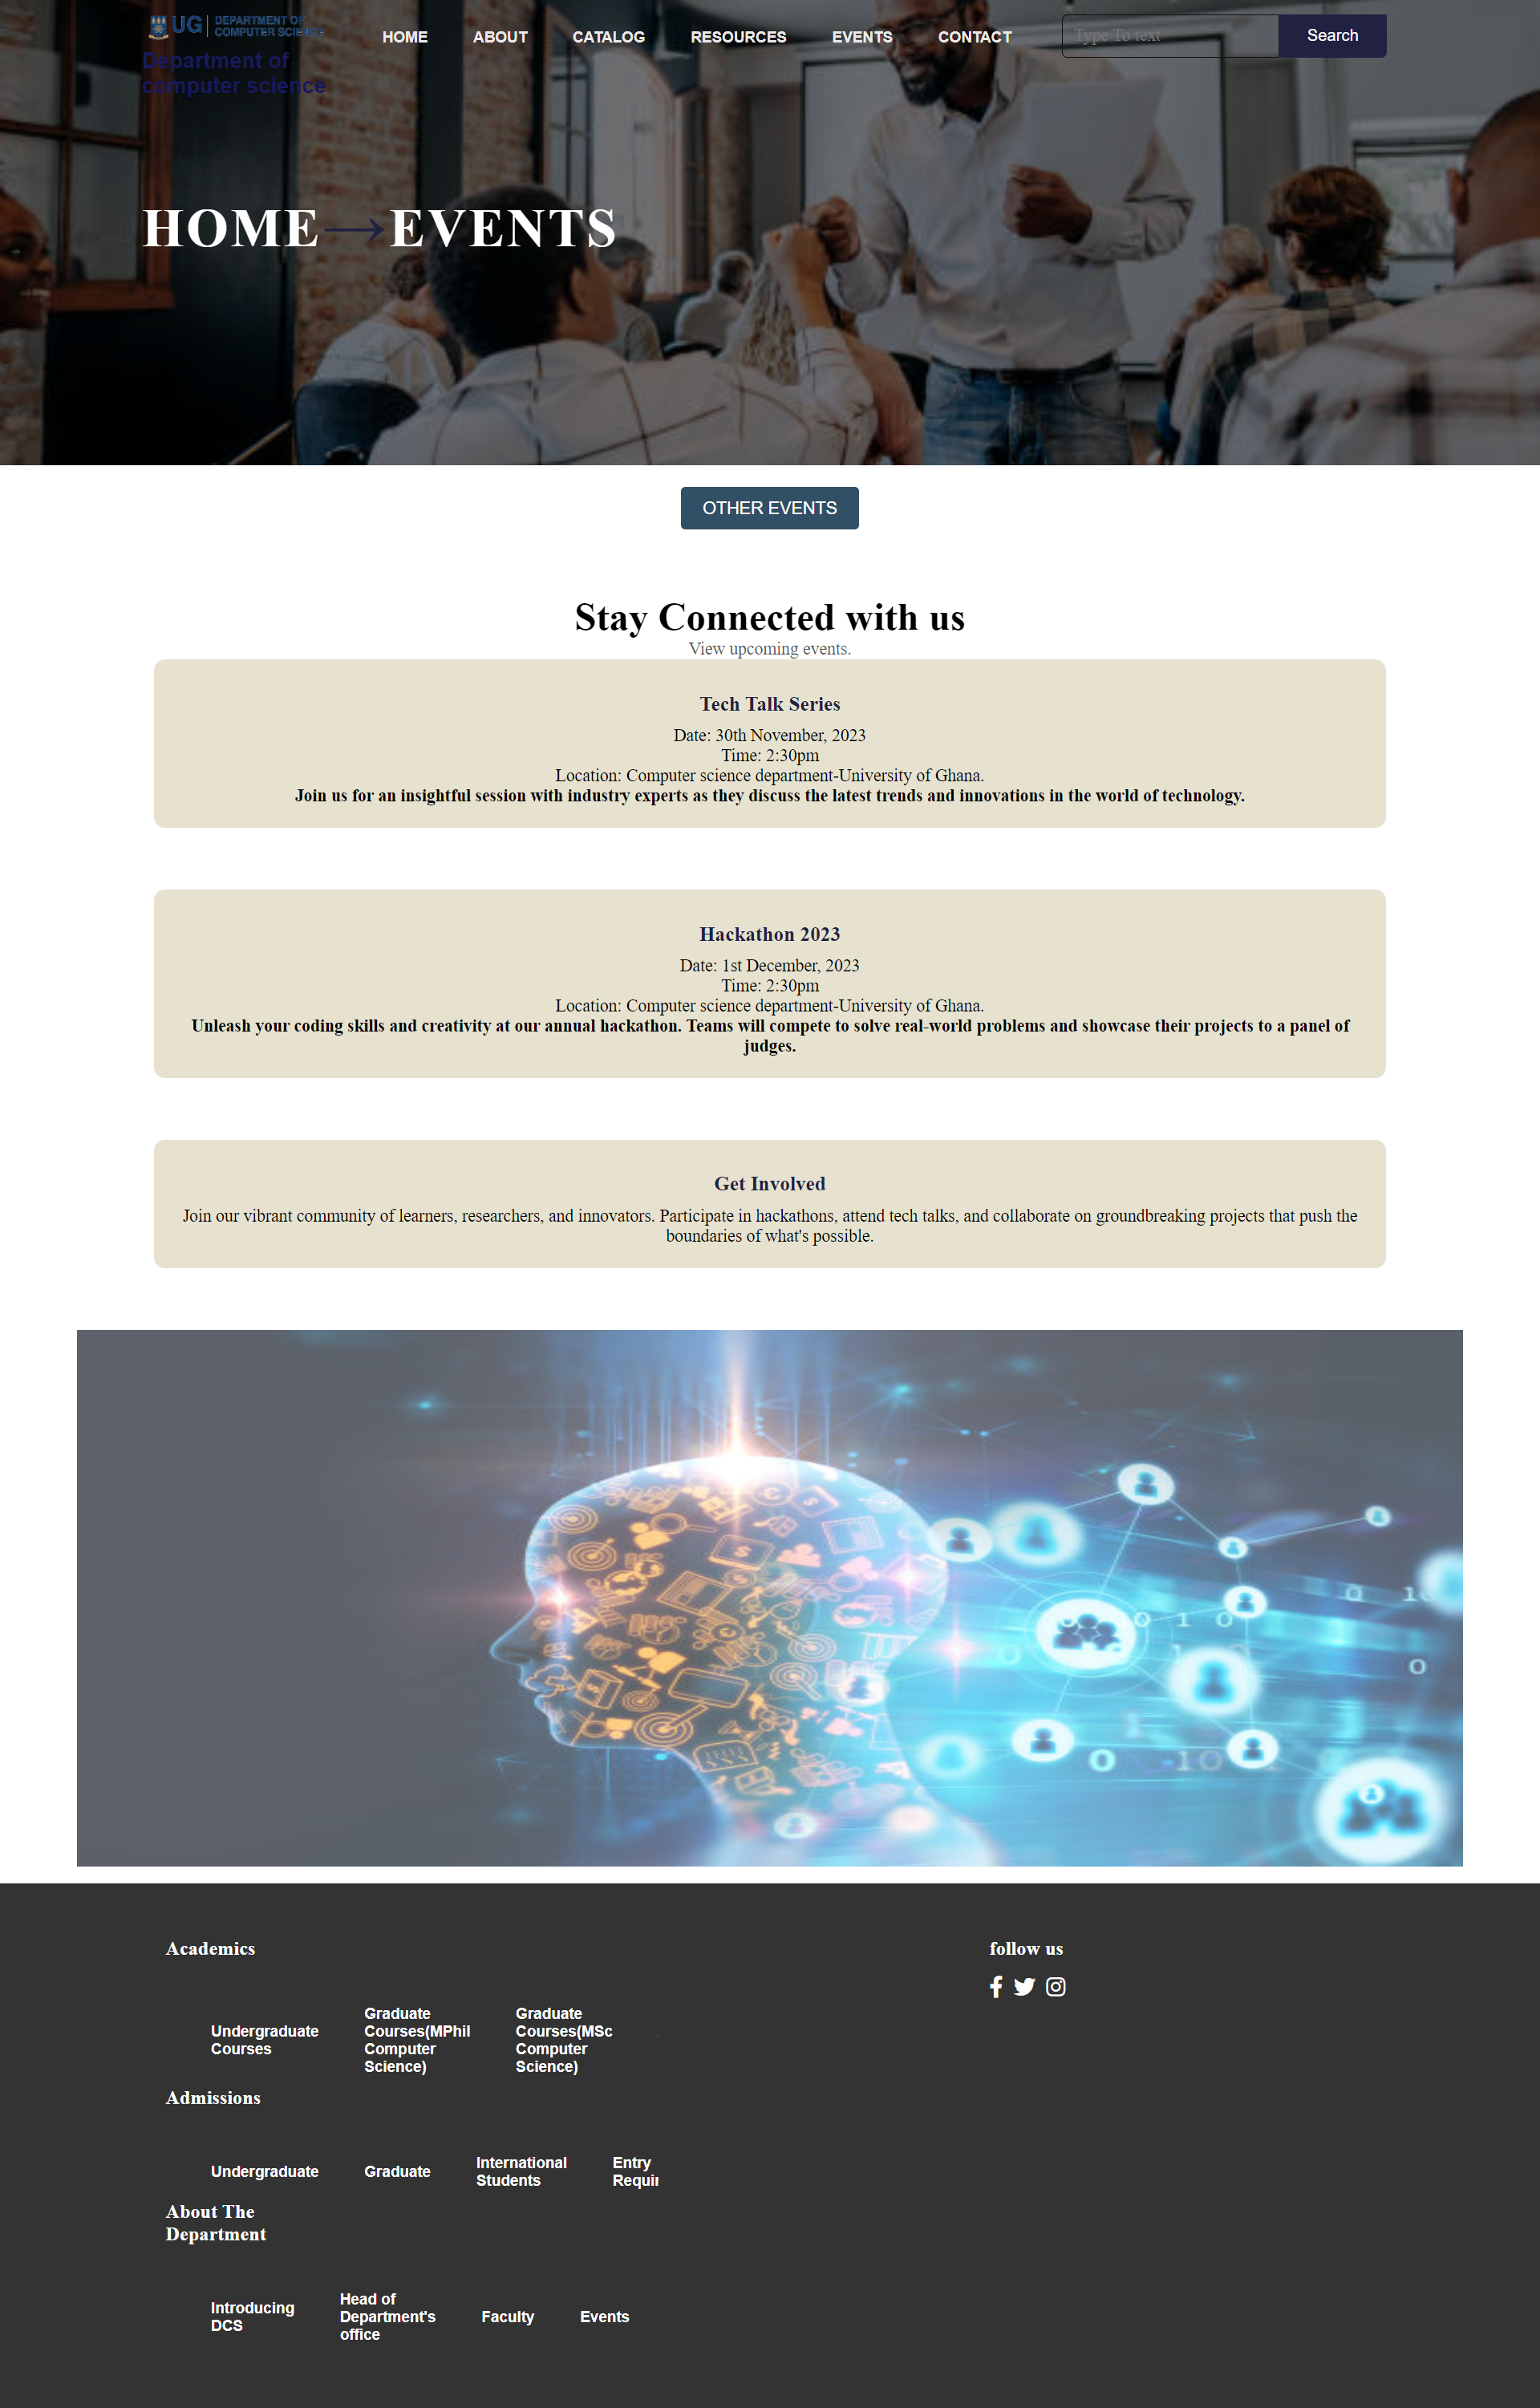 UG DEPARTMENT OF
COMPUTER SCIENCE
Department of
computer science
HOME ABOUT CATALOG RESOURCES EVENTS CONTACT
Type To text
Search
HOME→EVENTS
OTHER EVENTS
Stay Connected with us
View upcoming events.
Tech Talk Series
Date: 30th November, 2023
Time: 2:30pm
Location: Computer science department-University of Ghana.
Join us for an insightful session with industry experts as they discuss the latest trends and innovations in the world of technology.
Hackathon 2023
Date: 1st December, 2023
Time: 2:30pm
Location: Computer science department-University of Ghana.
Unleash your coding skills and creativity at our annual hackathon. Teams will compete to solve real-world problems and showcase their projects to a panel of
judges.
Get Involved
Join our vibrant community of learners, researchers, and innovators. Participate in hackathons, attend tech talks, and collaborate on groundbreaking projects that push the
boundaries of what's possible.
Academics
Undergraduate
Courses
Graduate
Courses(MPhil
Computer
Science)
Graduate
Courses(MSc
Computer
Science)
Admissions
Undergraduate
Graduate
International
Students
Entry
About The
Department
Introducing
DCS
Head of
Department's
office
Faculty
Events
follow us